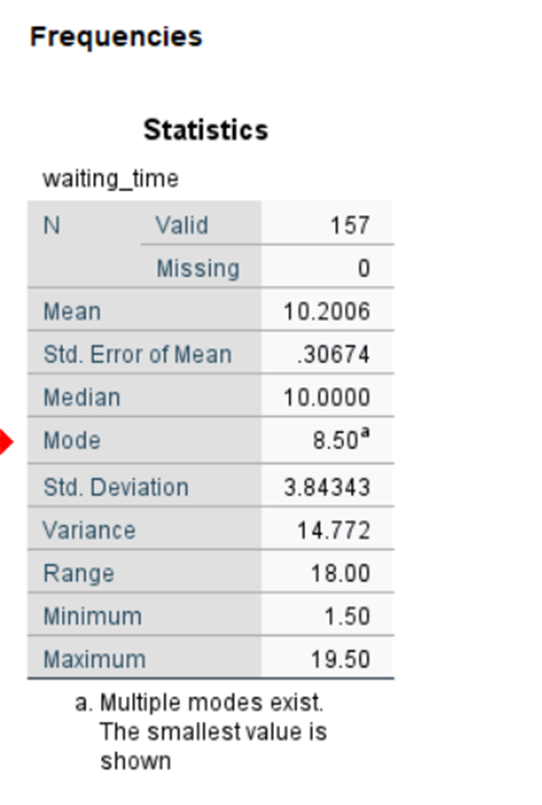 Frequencies
Statistics
waiting_time
N Valid 157
Missing 0
Mean 10.2006
Std. Error of Mean .30674
Median 10.0000
Mode 8.50a
Std. Deviation 3.84343
Variance 14.772
Range 18.00
Minimum 1.50
Maximum 19.50
a. Multiple modes exist.
The smallest value is
shown